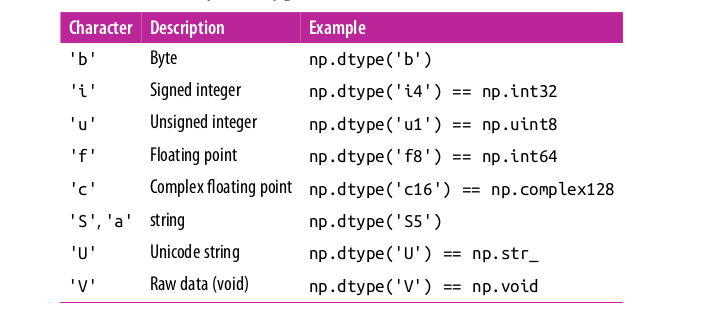 Character Description Example
'b' Byte np.dtype('b')
'i' Signed integer np.dtype('i4') == np.int32
'u' Unsigned integer np.dtype('u1') == np.uint8
'f' Floating point np.dtype('f8') == np.int64
'c' Complex floating point np.dtype('c16') == np.complex128
'S', 'a' string np.dtype('S5')
'U' Unicode string np.dtype('U') == np.str_
'V' Raw data (void) np.dtype('V') == np.void